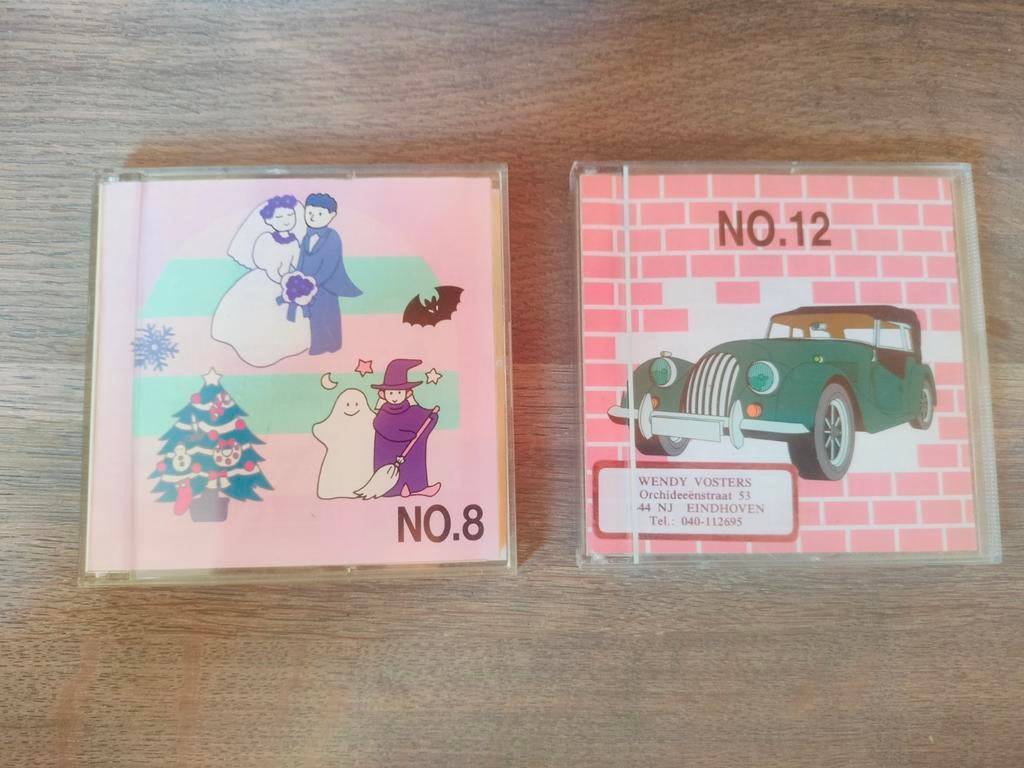 NO.8
NO.12
WENDY VOSTERS
Orchideeënstraat 53
44 NJ EINDHOVEN
Tel.: 040-112695